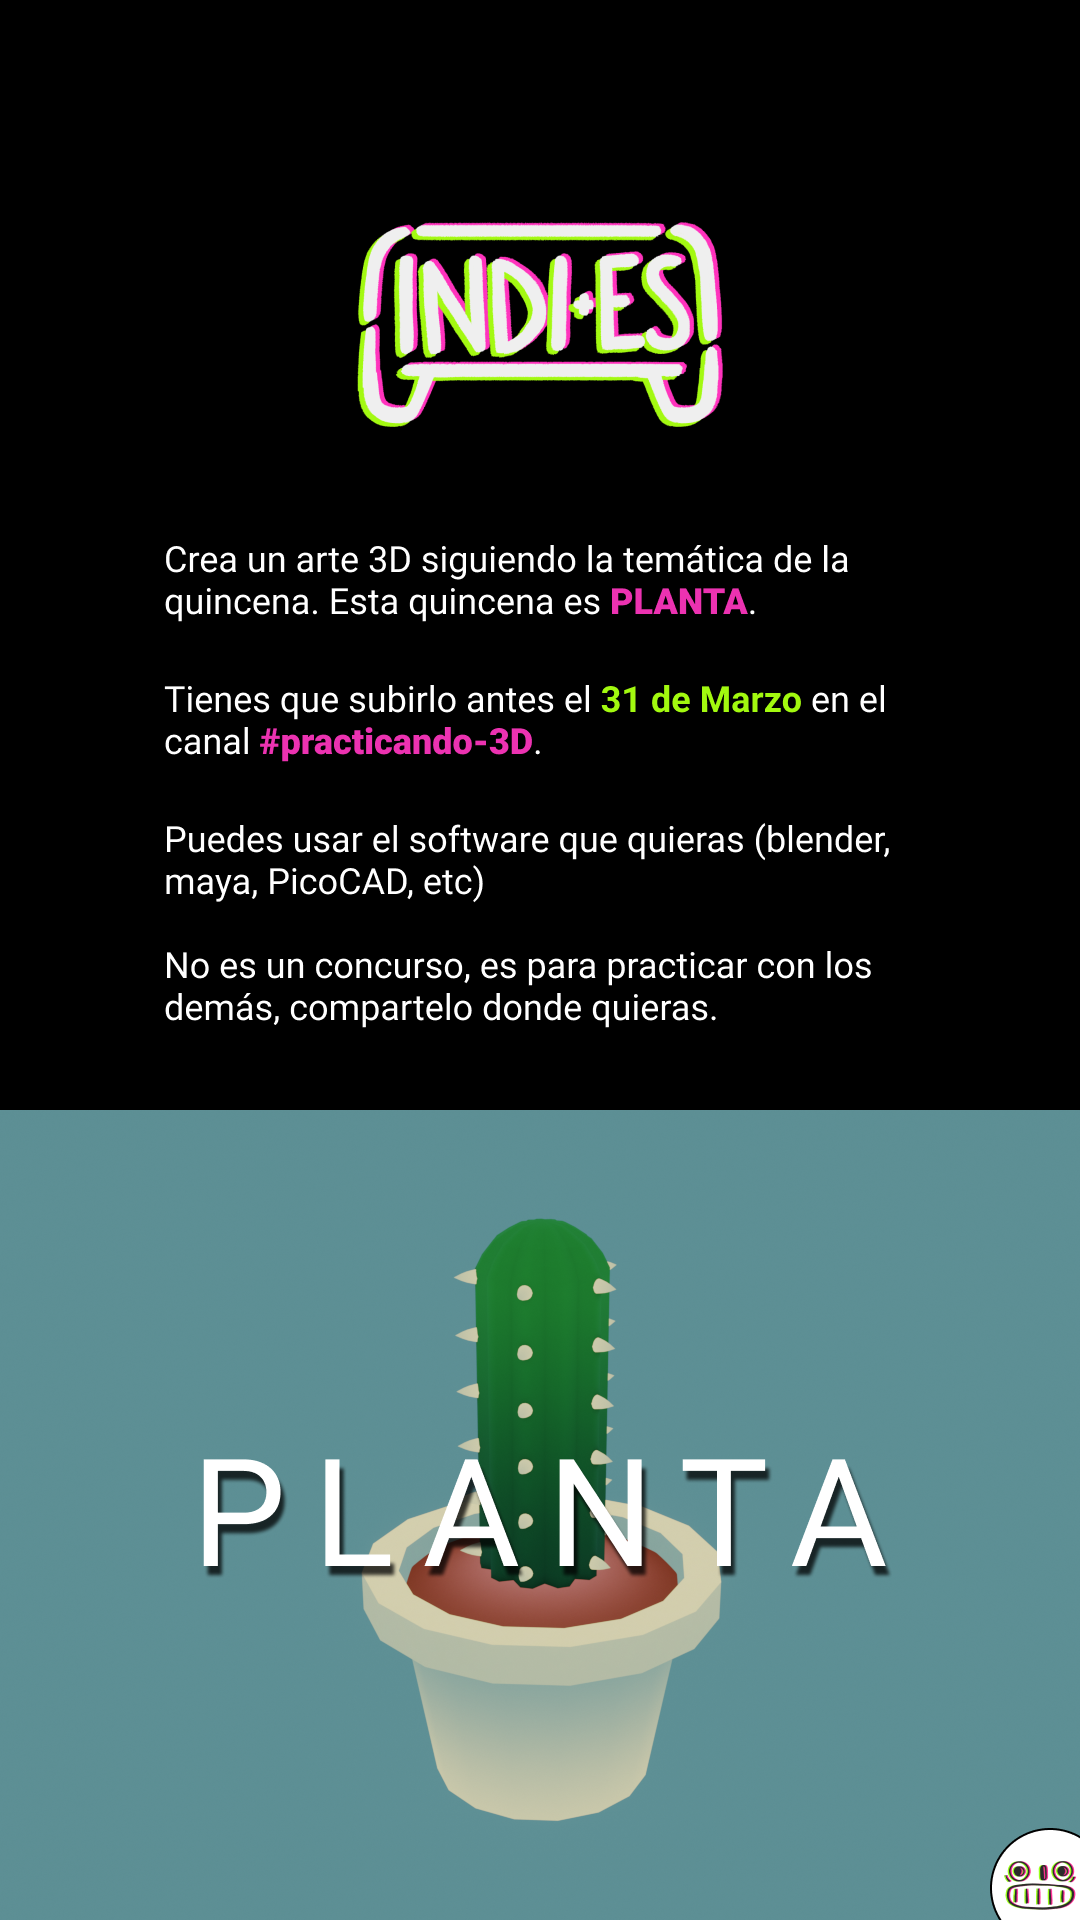 INDI+ES
Crea un arte 3D siguiendo la temática de la
quincena. Esta quincena es PLANTA.
Tienes que subirlo antes el 31 de Marzo en el
canal #practicando-3D.
Puedes usar el software que quieras (blender,
maya, PicoCAD, etc)
No es un concurso, es para practicar con los
demás, compartelo donde quieras.
PLANTA